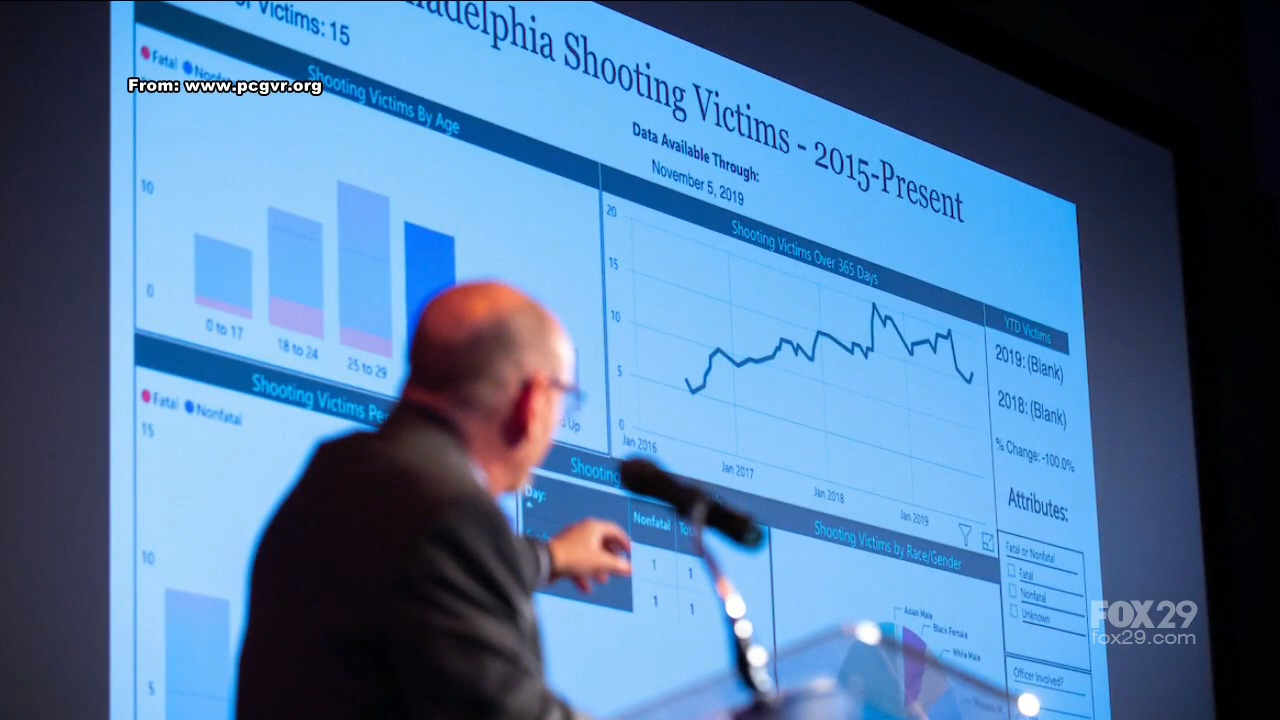 Philadelphia Shooting Victims - 2015-Present
Victims: 15
Data Available Through:
November 5, 2019
From: www.pcgvr.org
Fatal
Shooting Victims By Age
10
0
0 to 17
18 to 24
25 to 29
Up
Shooting Victims Over 365 Days
20
15
10
5
0
Jan 2016
Jan 2017
Jan 2018
Jan 2019
YTD Victims
2019: (Blank)
2018: (Blank)
% Change: -100.0%
Attributes:
Fatal or Nonfatal
Fatal
Nonfatal
Unknown
Officer Involved?
Shooting Victims
Fatal Nonfatal
15
10
5
Shooting
Day:
Nonfatal
1 1
1 1
Shooting Victims by Race/Gender
Asian Male
Black Female
White Male
FOX29
fox29.com